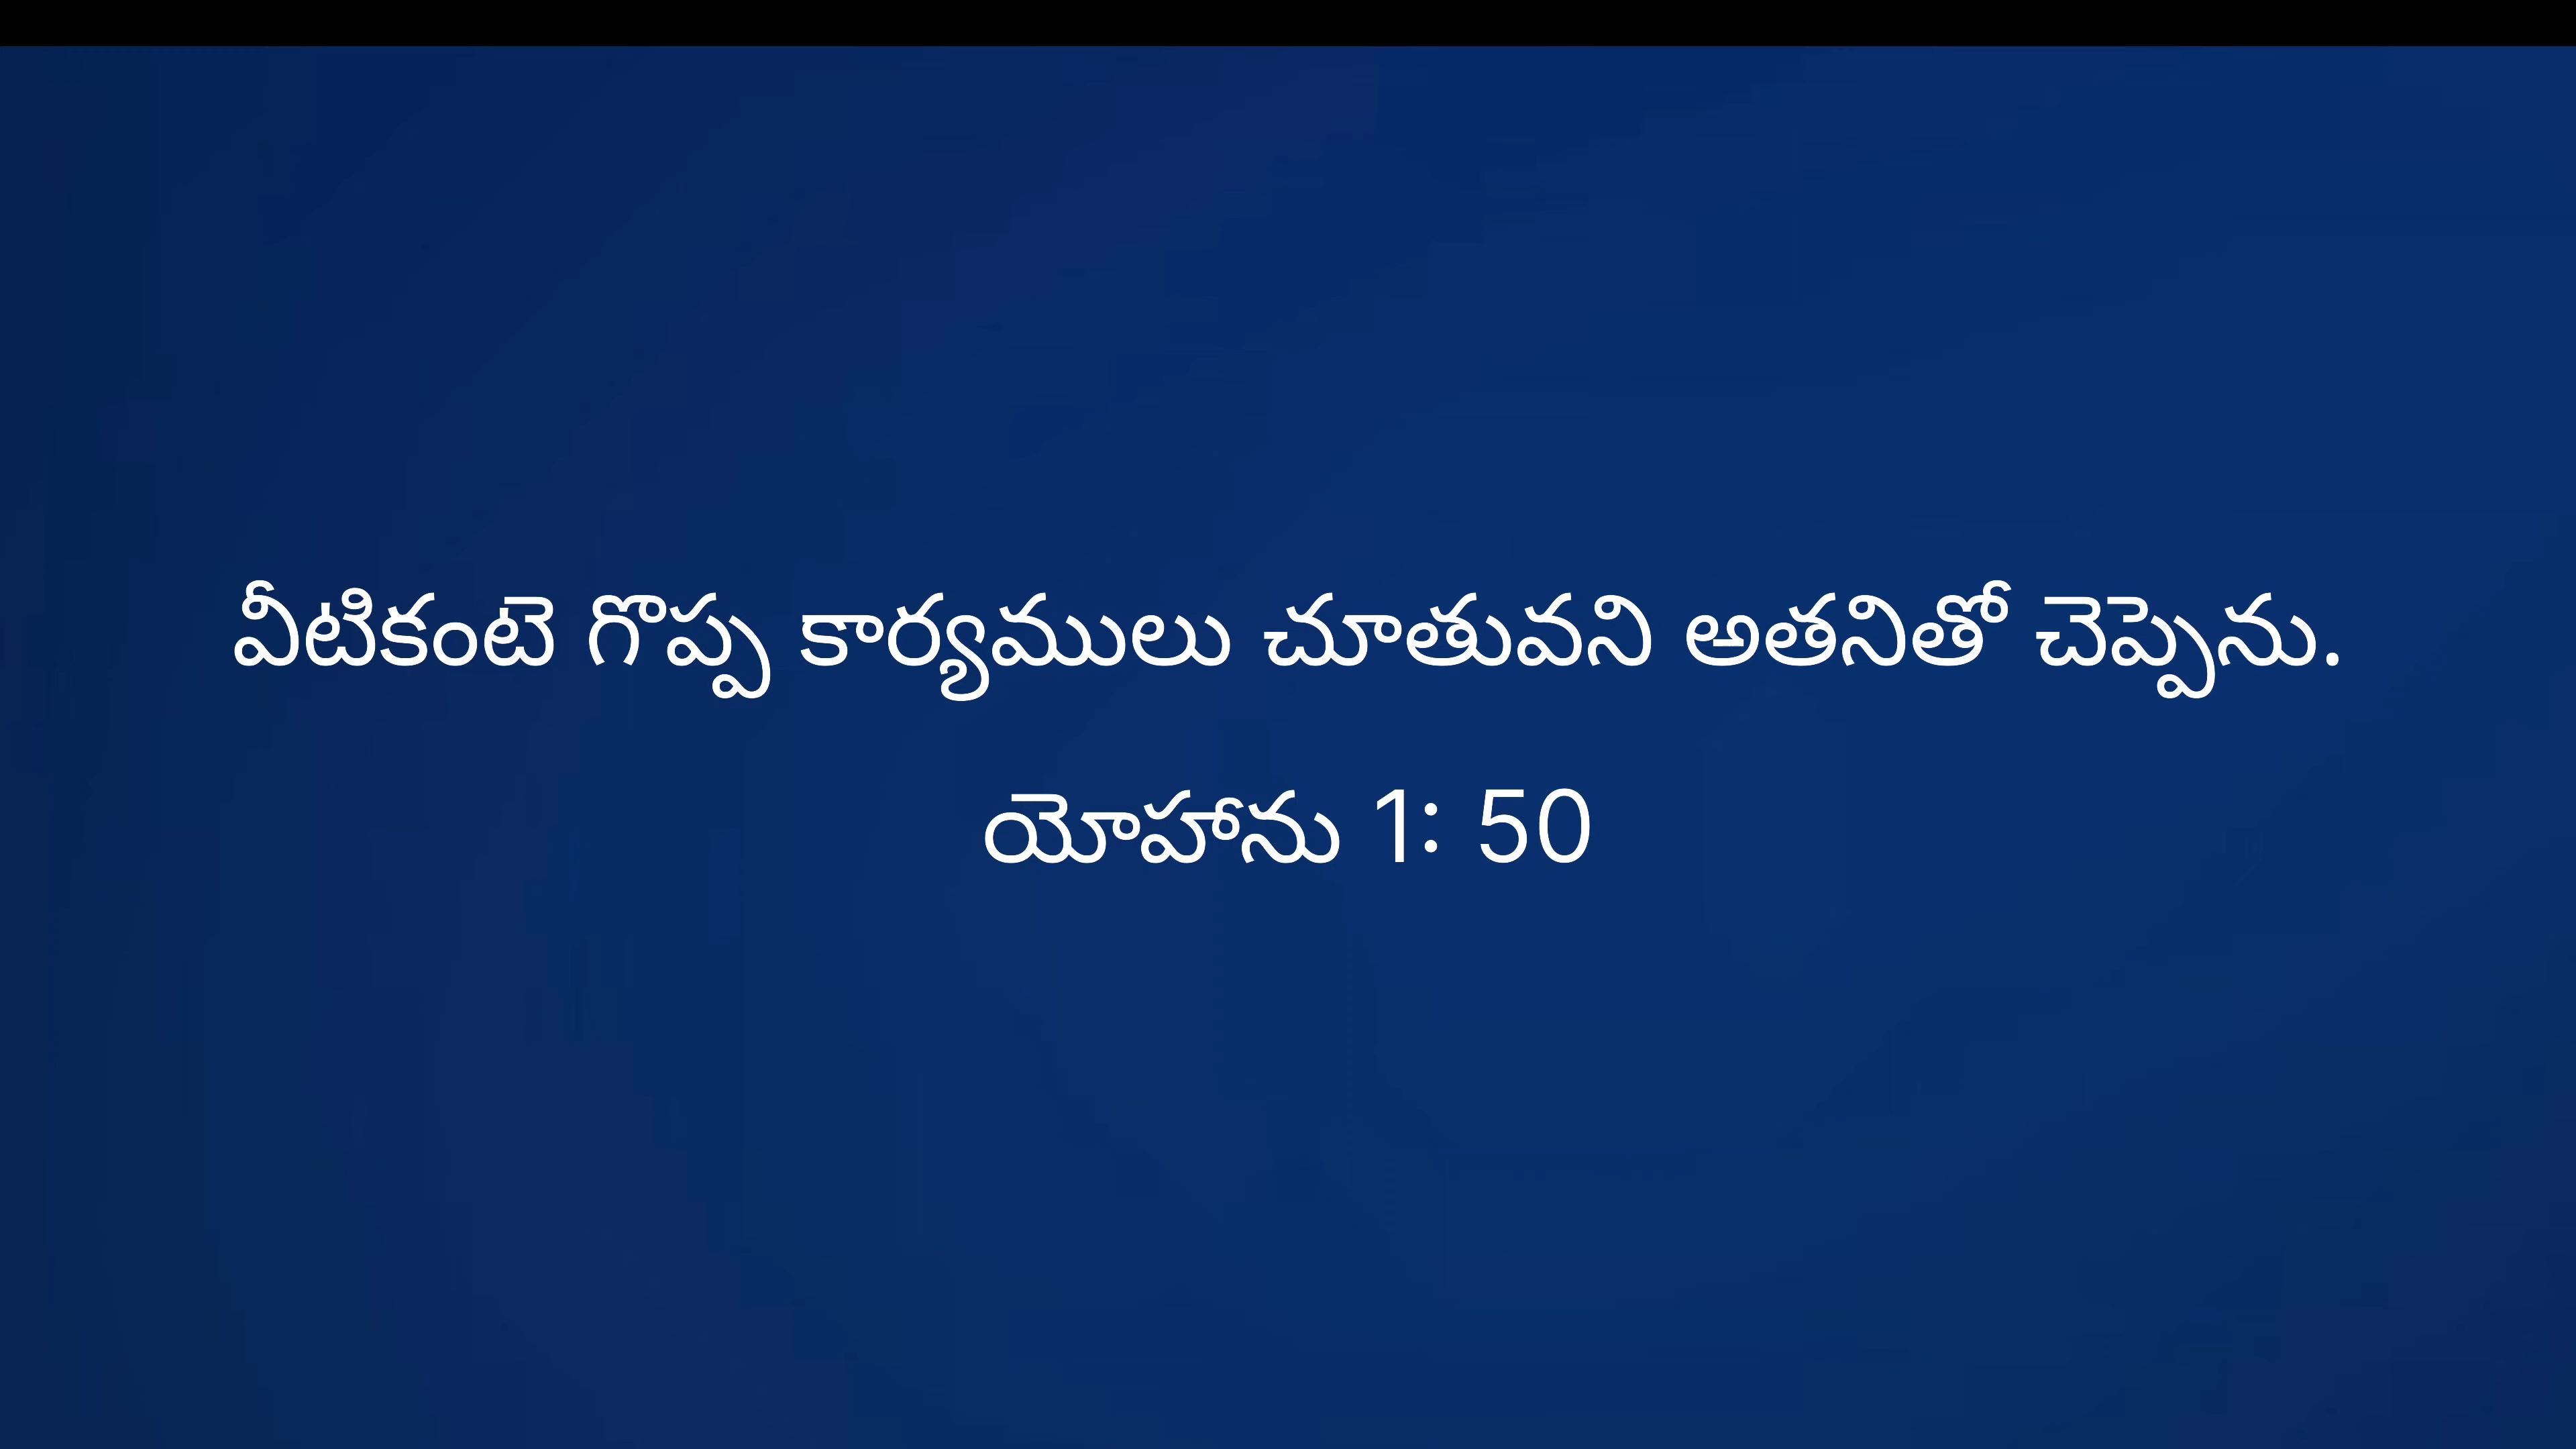 వీటికంటె గొప్ప కార్యములు చూతువని అతనితో చెప్పెను.
యోహాను 1: 50